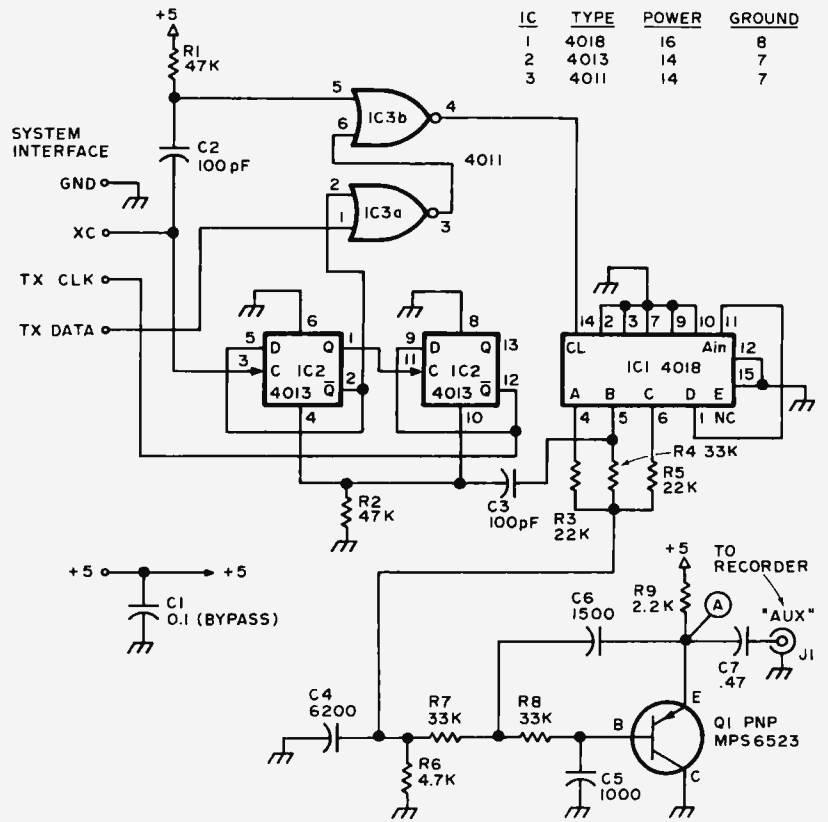 IC TYPE POWER GROUND
1 4018 16 8
2 4013 14 7
3 4011 14 7
+5
R1
47K
5
6
IC3b
4
C2
100pF
4011
SYSTEM
INTERFACE
GND
2
1
IC3a
3
XC
TX CLK
TX DATA
6
5 D Q 1
3 C IC2
4013 Q 2
4
8
9 D Q 13
11 C IC2
4013 Q 12
10
14 2 3 7 9 10 11
CL Ain 12
IC1 4018 15
A B C D E
4 5 6 1 NC
R4 33K
R5
22K
R3
22K
C3
100pF
R2
47K
+5 +5
C1
0.1 (BYPASS)
+5
R9
2.2K
A
TO
RECORDER
"AUX"
J1
C7
.47
C6
1500
C4
6200
R7
33K
R8
33K
R6
4.7K
C5
1000
B
E
C
Q1 PNP
MPS6523